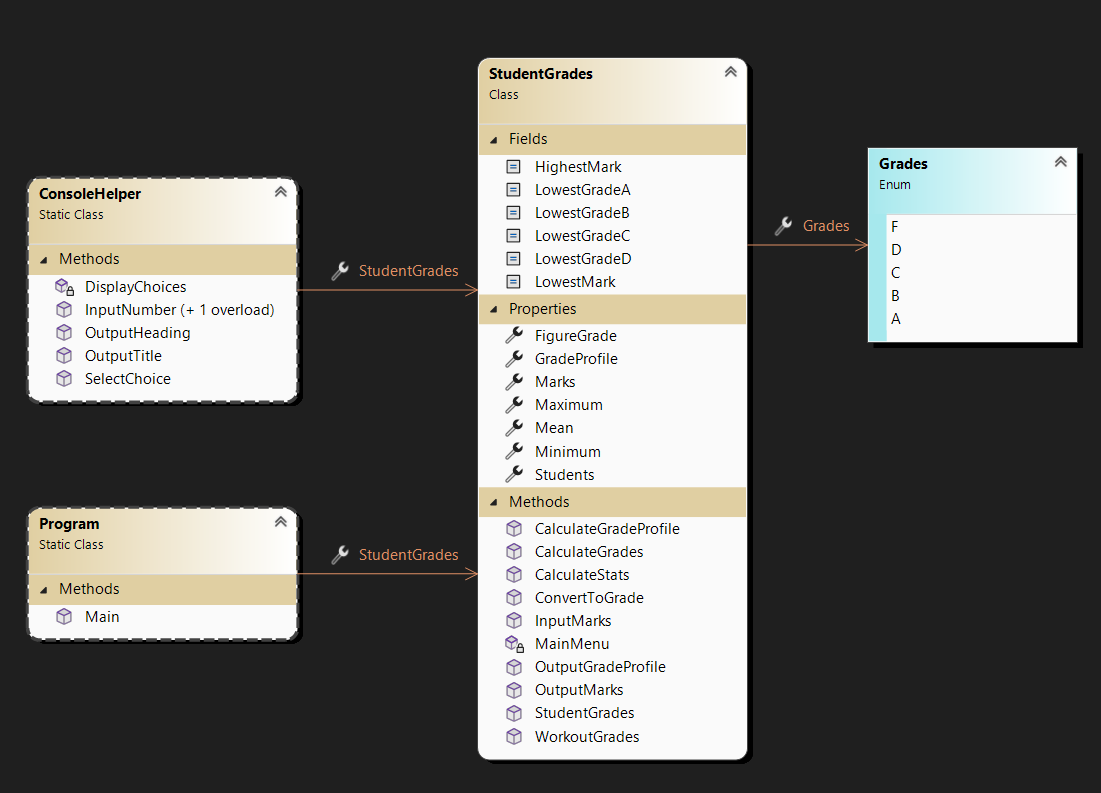 ConsoleHelper
Static Class
Methods
DisplayChoices
InputNumber (+ 1 overload)
OutputHeading
OutputTitle
SelectChoice
StudentGrades
Program
Static Class
Methods
Main
StudentGrades
StudentGrades
Class
Fields
HighestMark
LowestGradeA
LowestGradeB
LowestGradeC
LowestGradeD
LowestMark
Properties
FigureGrade
GradeProfile
Marks
Maximum
Mean
Minimum
Students
Methods
CalculateGradeProfile
CalculateGrades
CalculateStats
ConvertToGrade
InputMarks
MainMenu
OutputGradeProfile
OutputMarks
StudentGrades
WorkoutGrades
Grades
Grades
Enum
F
D
C
B
A